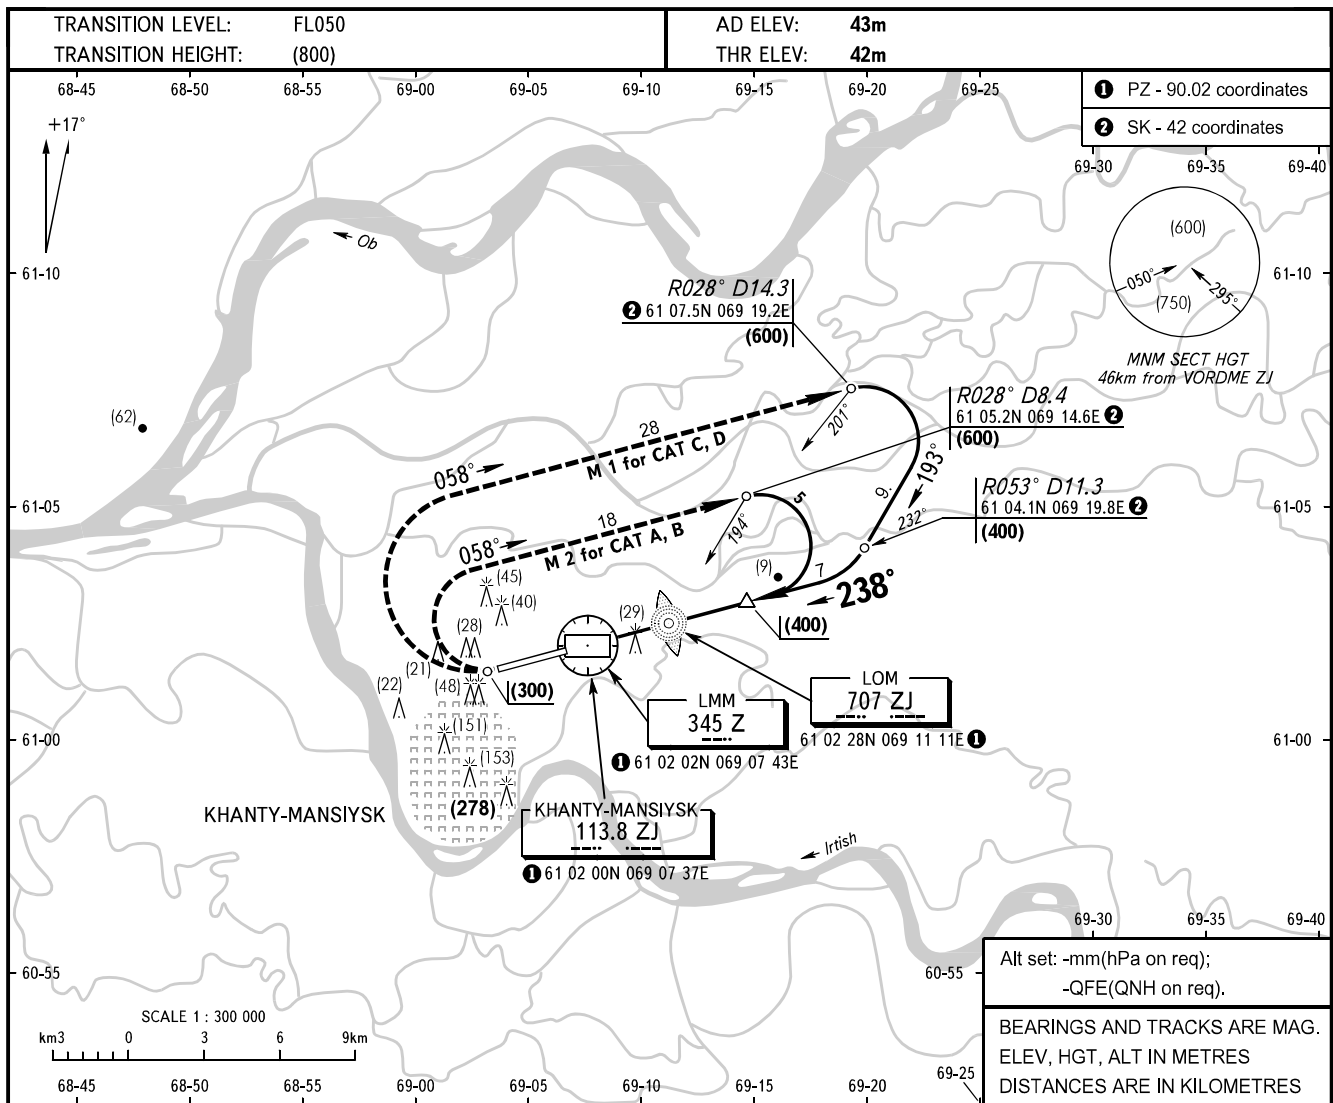 TRANSITION LEVEL: FL050
TRANSITION HEIGHT: (800)
AD ELEV: 43m
THR ELEV: 42m
68-45 68-50 68-55 69-00 69-05 69-10 69-15 69-20 69-25
❶ PZ - 90.02 coordinates
❷ SK - 42 coordinates
+17°
69-30 69-35 69-40
Ob
(600)
050°
295°
(750)
MNM SECT HGT
46km from VORDME ZJ
61-10
61-10
R028° D14.3
❷ 61 07.5N 069 19.2E
(600)
R028° D8.4
61 05.2N 069 14.6E ❷
(600)
(62)
201°
28
M 1 for CAT C, D
058°
193°
9.
R053° D11.3
61 04.1N 069 19.8E ❷
(400)
232°
61-05
61-05
5
194°
18
M 2 for CAT A, B
058°
(9)
7
238°
(400)
(45)
(40)
(29)
(28)
(21)
(22)
(48)
(300)
(151)
(153)
(278)
LOM
707 ZJ
61 02 28N 069 11 11E ❶
LMM
345 Z
❶ 61 02 02N 069 07 43E
61-00
61-00
KHANTY-MANSIYSK
KHANTY-MANSIYSK
113.8 ZJ
❶ 61 02 00N 069 07 37E
Irtish
69-30 69-35 69-40
60-55
60-55
Alt set: -mm(hPa on req);
-QFE(QNH on req).
SCALE 1 : 300 000
km3 0 3 6 9km
BEARINGS AND TRACKS ARE MAG.
ELEV, HGT, ALT IN METRES
DISTANCES ARE IN KILOMETRES
68-45 68-50 68-55 69-00 69-05 69-10 69-15 69-20 69-25